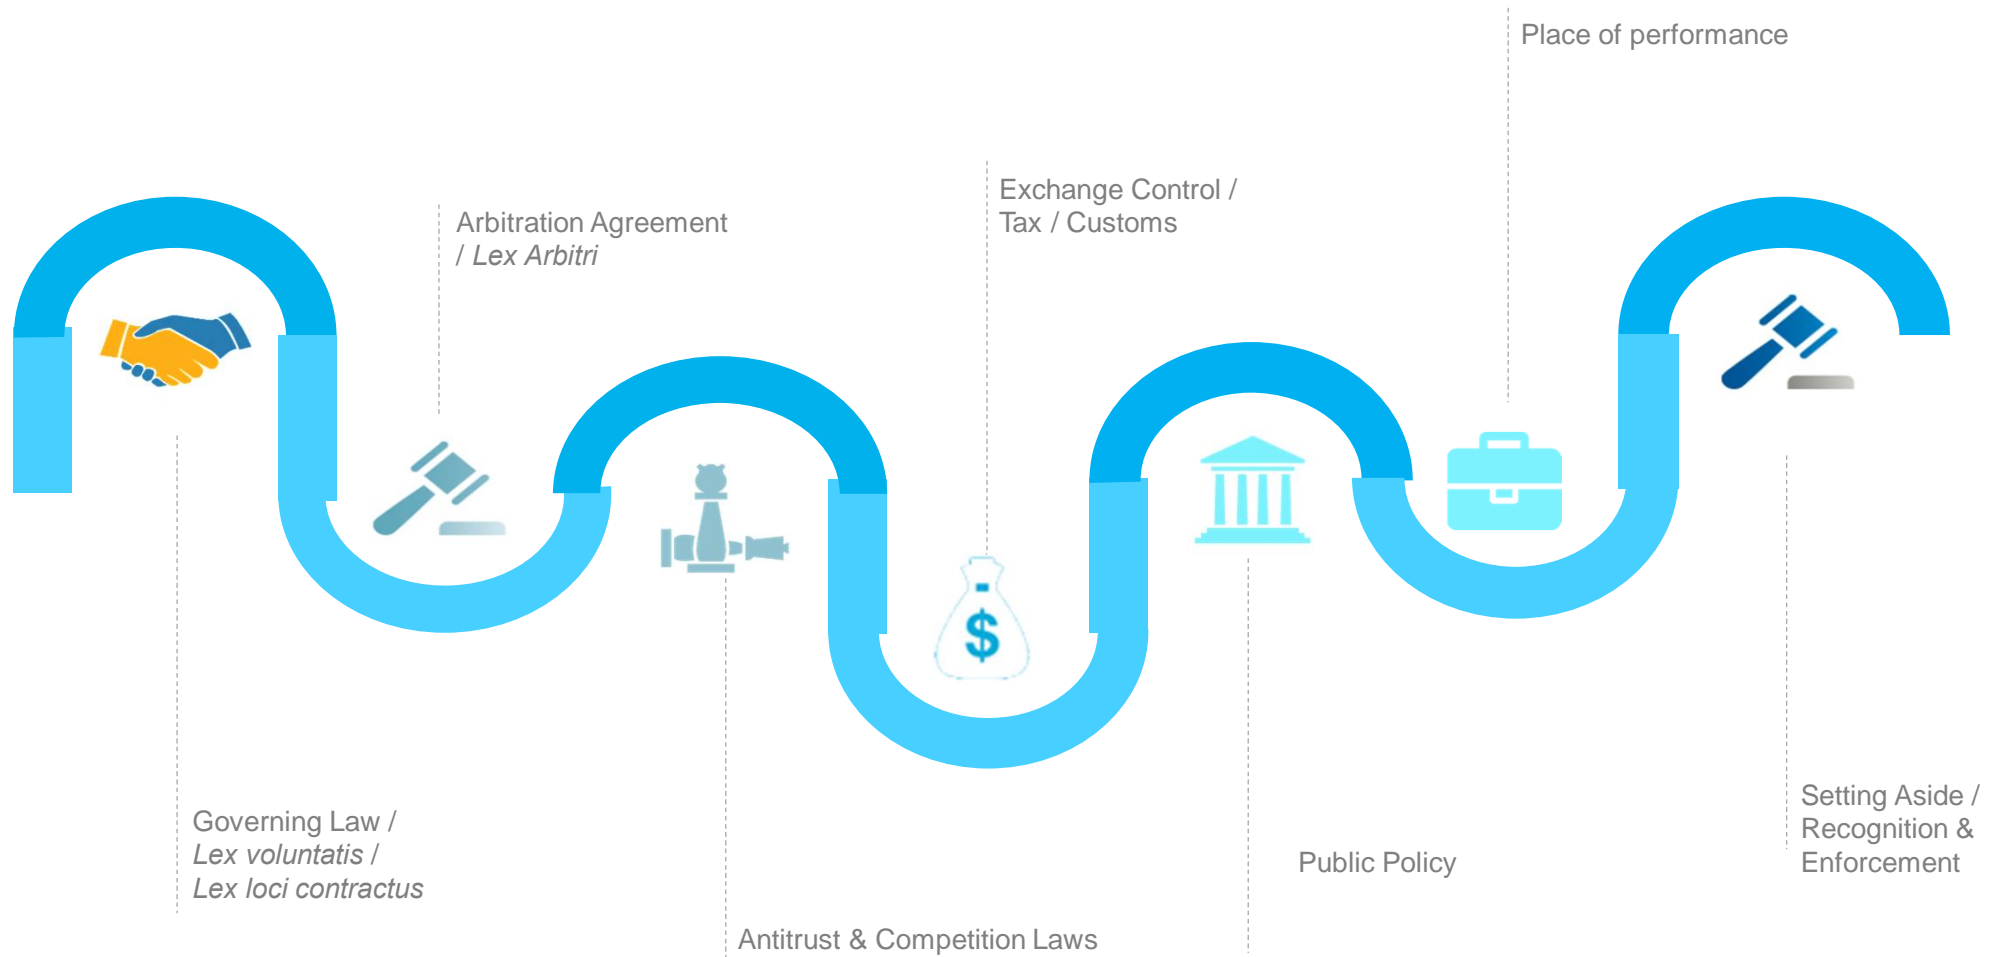 Place of performance
Exchange Control /
Tax / Customs
Arbitration Agreement
/ Lex Arbitri
$
Governing Law /
Lex voluntatis /
Lex loci contractus
Setting Aside /
Recognition &
Enforcement
Public Policy
Antitrust & Competition Laws